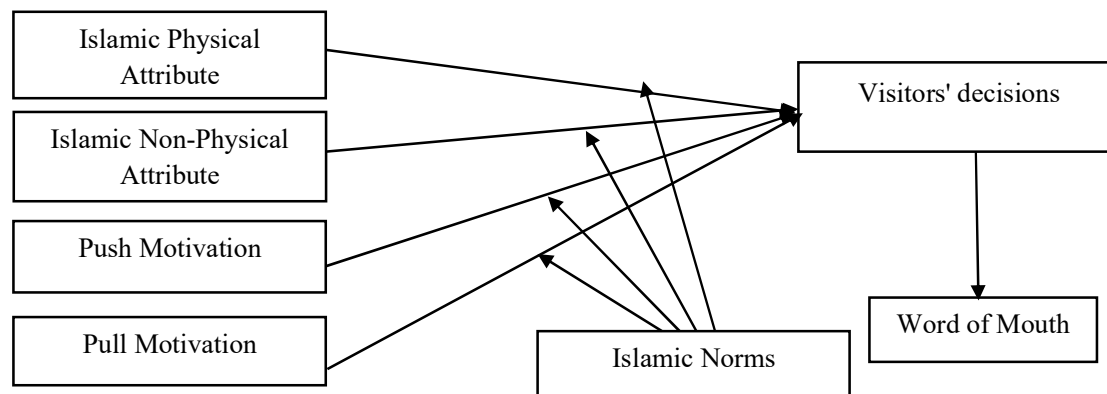 Islamic Physical
Attribute
Islamic Non-Physical
Attribute
Push Motivation
Pull Motivation
Visitors' decisions
Word of Mouth
Islamic Norms